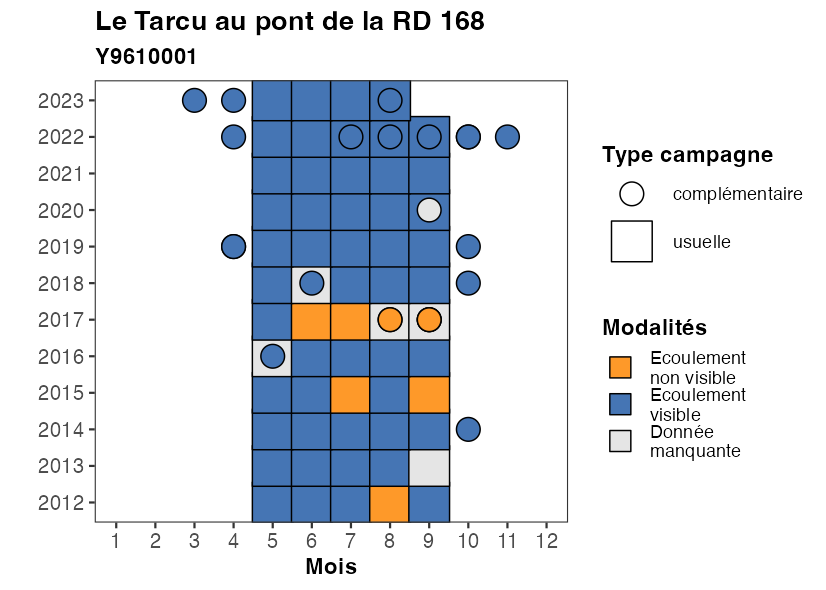 Le Tarcu au pont de la RD 168
Y9610001
2023
2022
2021
2020
2019
2018
2017
2016
2015
2014
2013
2012
1 2 3 4 5 6 7 8 9 10 11 12
Mois
Type campagne
complémentaire
usuelle
Modalités
Ecoulement
non visible
Ecoulement
visible
Donnée
manquante